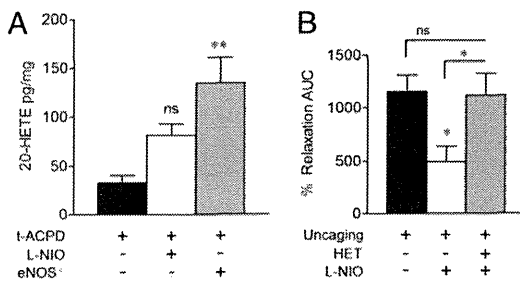 A
20-HETE pg/mg
200
150
100
50
0
ns
**
t-ACPD + + +
L-NIO - + -
eNOS - - +
B
% Relaxation AUC
1500
1000
500
0
ns
*
*
Uncaging + + +
HET - - +
L-NIO - + +